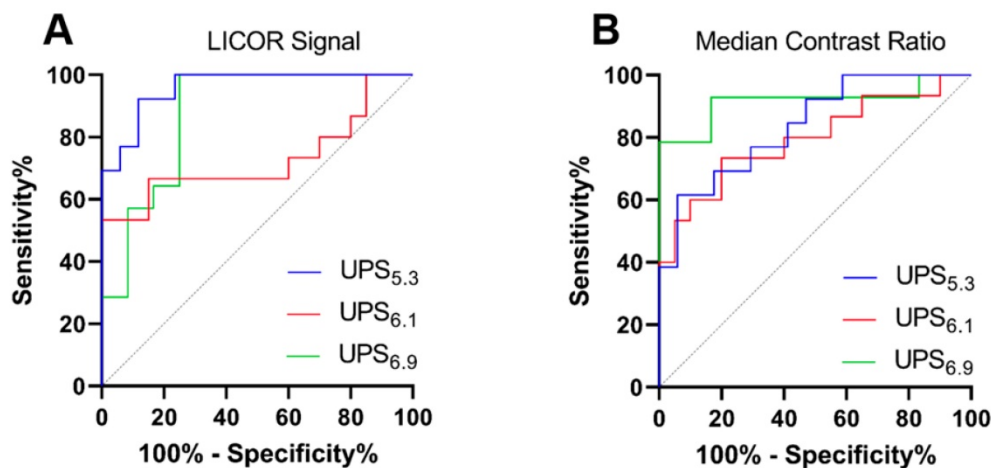 A
LICOR Signal
100
80
60
40
20
0
Sensitivity%
0 20 40 60 80 100
100% - Specificity%
UPS5.3
UPS6.1
UPS6.9
B
Median Contrast Ratio
100
80
60
40
20
0
Sensitivity%
0 20 40 60 80 100
100% - Specificity%
UPS5.3
UPS6.1
UPS6.9